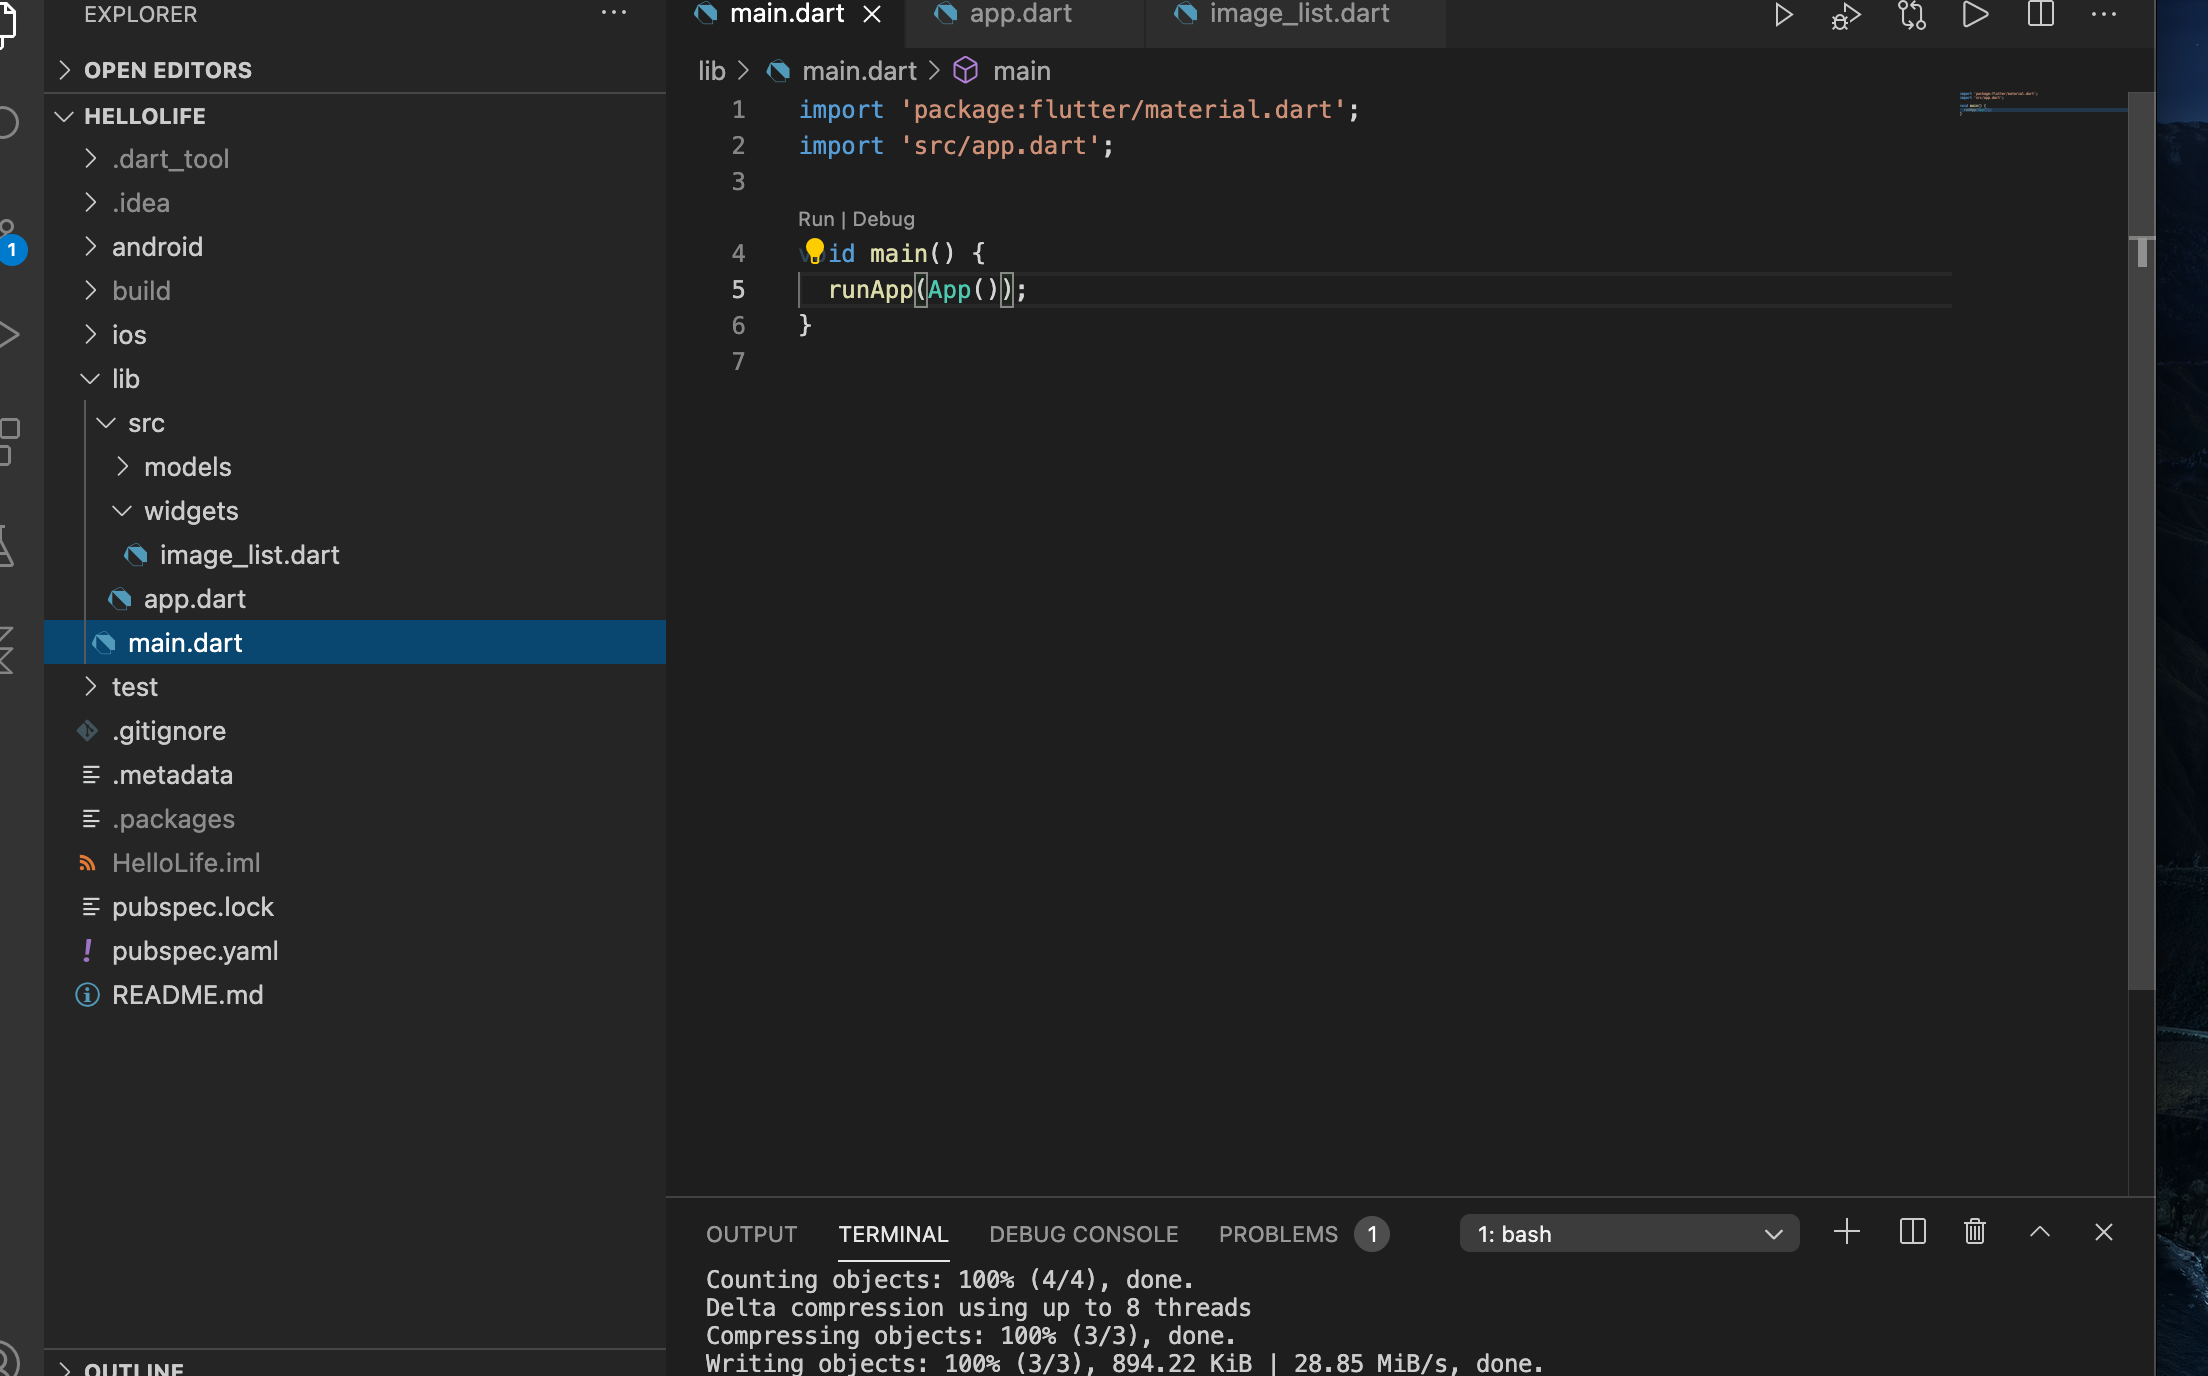 EXPLORER
OPEN EDITORS
HELLOLIFE
.dart_tool
.idea
android
build
ios
lib
src
models
widgets
image_list.dart
app.dart
main.dart
test
.gitignore
.metadata
.packages
HelloLife.iml
pubspec.lock
pubspec.yaml
README.md
OUTLINE
1
main.dart
app.dart
image_list.dart
lib > main.dart > main
1 import 'package:flutter/material.dart';
2 import 'src/app.dart';
3
Run | Debug
4 void main() {
5 runApp(App());
6 }
7
OUTPUT TERMINAL DEBUG CONSOLE PROBLEMS 1 1: bash
Counting objects: 100% (4/4), done.
Delta compression using up to 8 threads
Compressing objects: 100% (3/3), done.
Writing objects: 100% (3/3), 894.22 KiB | 28.85 MiB/s, done.